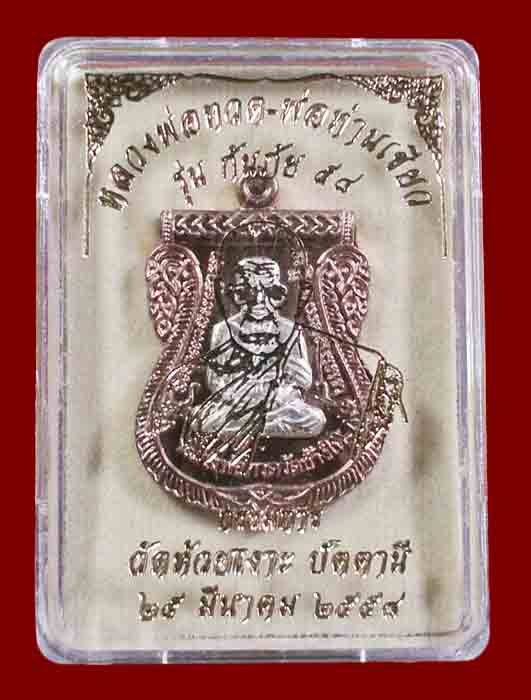 หลวงพ่อทวด-พ่อท่านเขียว
รุ่น กันภัย ๕๔
วัดห้วยเงาะ ปัตตานี
๒๕ มีนาคม ๒๕๕๔